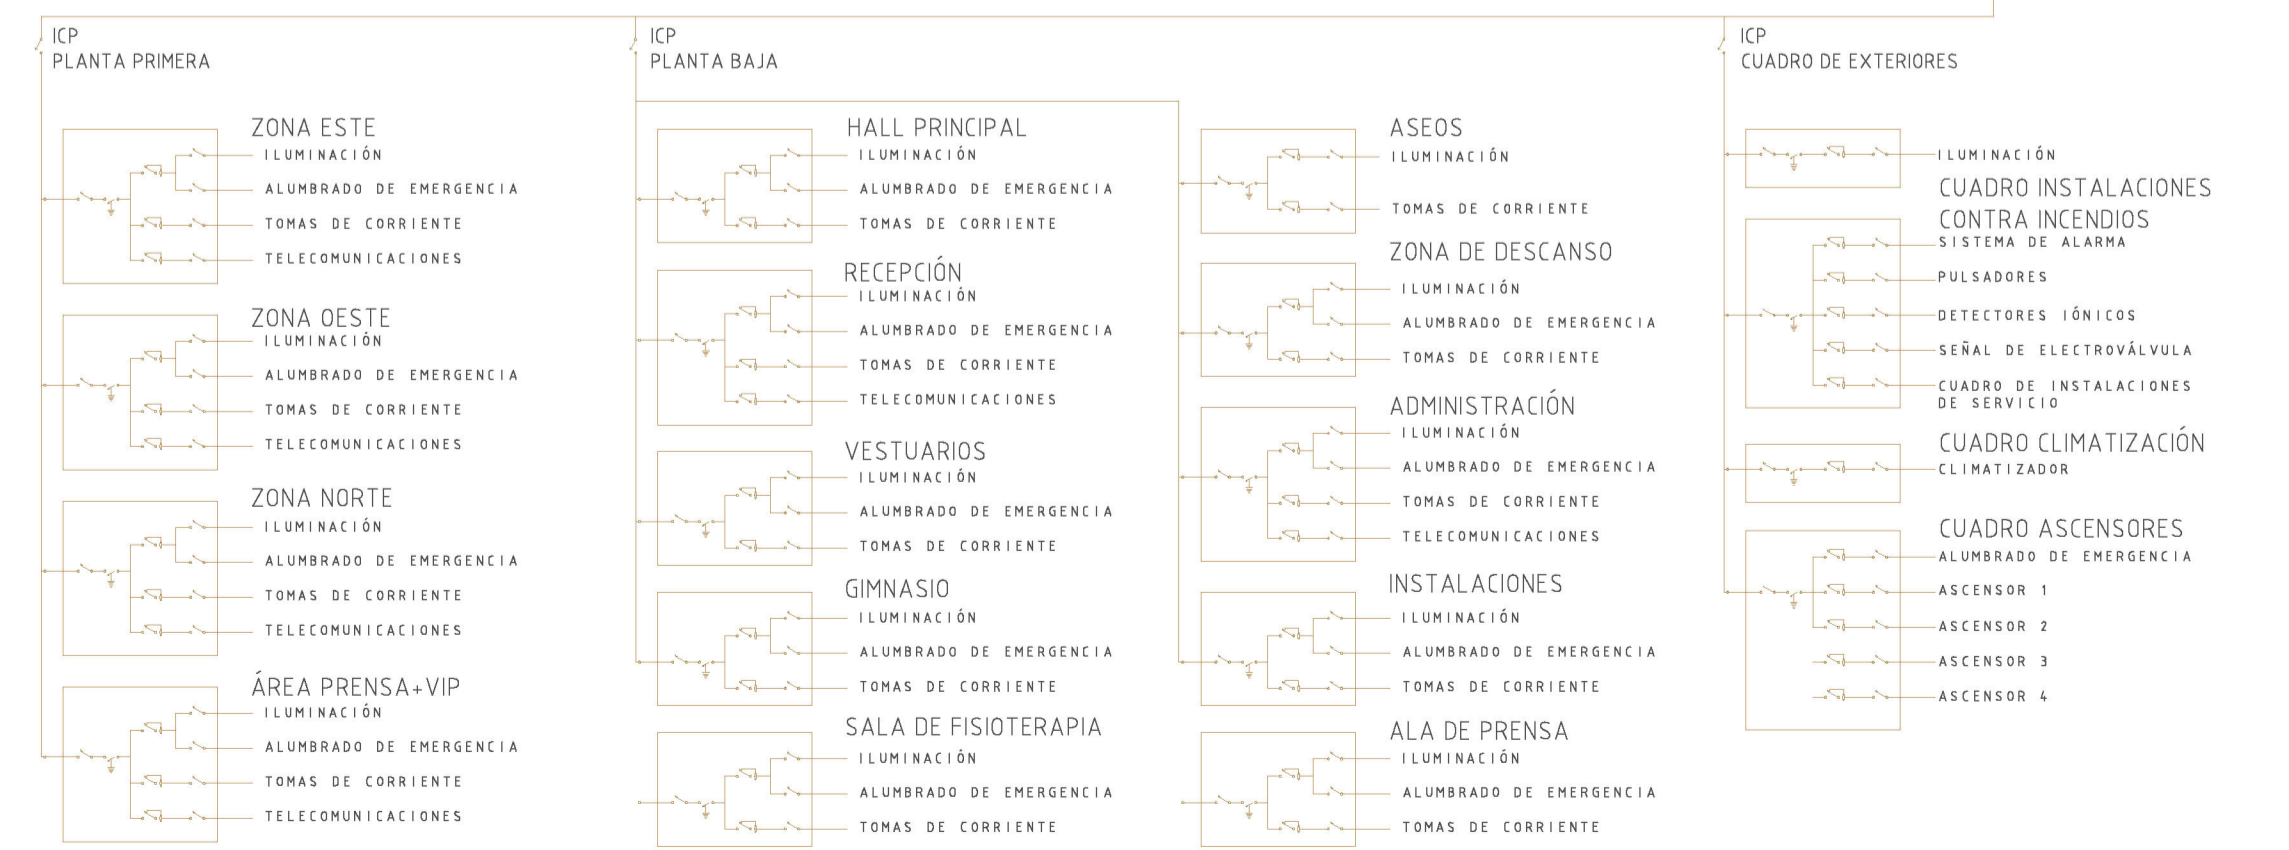 ICP
PLANTA PRIMERA
ZONA ESTE
ILUMINACIÓN
ALUMBRADO DE EMERGENCIA
TOMAS DE CORRIENTE
TELECOMUNICACIONES
ZONA OESTE
ILUMINACIÓN
ALUMBRADO DE EMERGENCIA
TOMAS DE CORRIENTE
TELECOMUNICACIONES
ZONA NORTE
ILUMINACIÓN
ALUMBRADO DE EMERGENCIA
TOMAS DE CORRIENTE
TELECOMUNICACIONES
ÁREA PRENSA+VIP
ILUMINACIÓN
ALUMBRADO DE EMERGENCIA
TOMAS DE CORRIENTE
TELECOMUNICACIONES
ICP
PLANTA BAJA
HALL PRINCIPAL
ILUMINACIÓN
ALUMBRADO DE EMERGENCIA
TOMAS DE CORRIENTE
RECEPCIÓN
ILUMINACIÓN
ALUMBRADO DE EMERGENCIA
TOMAS DE CORRIENTE
TELECOMUNICACIONES
VESTUARIOS
ILUMINACIÓN
ALUMBRADO DE EMERGENCIA
TOMAS DE CORRIENTE
GIMNASIO
ILUMINACIÓN
ALUMBRADO DE EMERGENCIA
TOMAS DE CORRIENTE
SALA DE FISIOTERAPIA
ILUMINACIÓN
ALUMBRADO DE EMERGENCIA
TOMAS DE CORRIENTE
ASEOS
ILUMINACIÓN
TOMAS DE CORRIENTE
ZONA DE DESCANSO
ILUMINACIÓN
ALUMBRADO DE EMERGENCIA
TOMAS DE CORRIENTE
ADMINISTRACIÓN
ILUMINACIÓN
ALUMBRADO DE EMERGENCIA
TOMAS DE CORRIENTE
TELECOMUNICACIONES
INSTALACIONES
ILUMINACIÓN
ALUMBRADO DE EMERGENCIA
TOMAS DE CORRIENTE
ALA DE PRENSA
ILUMINACIÓN
ALUMBRADO DE EMERGENCIA
TOMAS DE CORRIENTE
ICP
CUADRO DE EXTERIORES
ILUMINACIÓN
CUADRO INSTALACIONES
CONTRA INCENDIOS
SISTEMA DE ALARMA
PULSADORES
DETECTORES IÓNICOS
SEÑAL DE ELECTROVÁLVULA
CUADRO DE INSTALACIONES
DE SERVICIO
CUADRO CLIMATIZACIÓN
CLIMATIZADOR
CUADRO ASCENSORES
ALUMBRADO DE EMERGENCIA
ASCENSOR 1
ASCENSOR 2
ASCENSOR 3
ASCENSOR 4